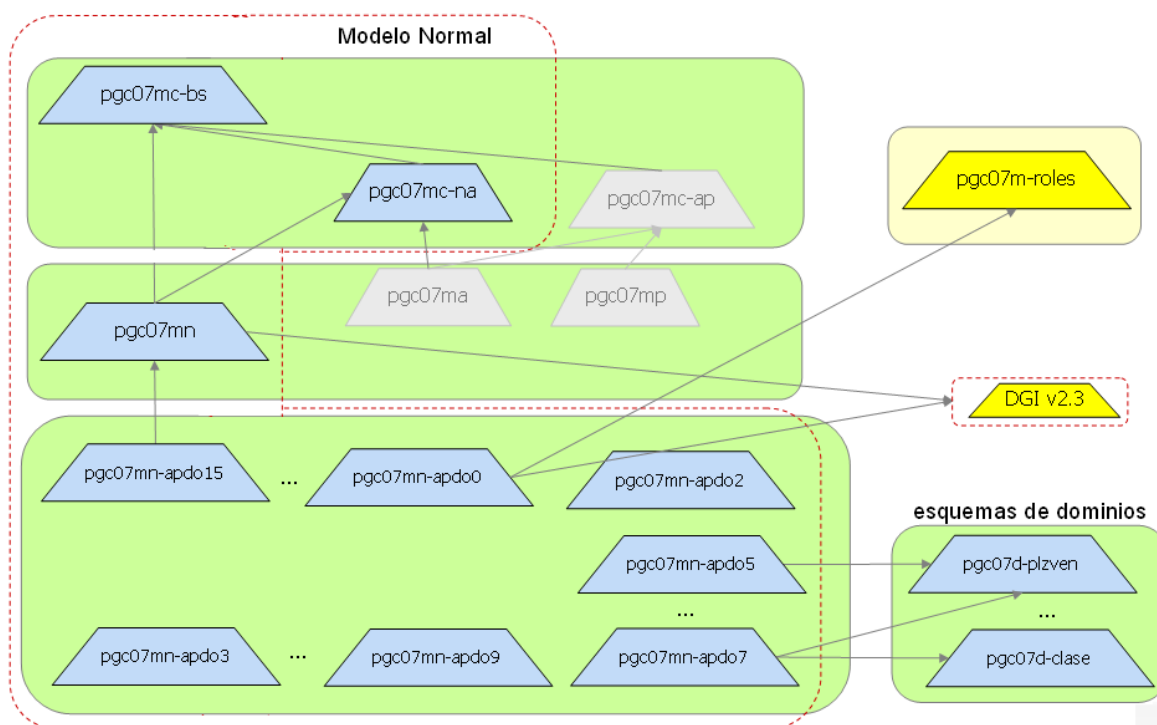 Modelo Normal
pgc07mc-bs
pgc07mc-na
pgc07mc-ap
pgc07m-roles
pgc07ma
pgc07mp
pgc07mn
DGI v2.3
pgc07mn-apdo15
...
pgc07mn-apdo0
pgc07mn-apdo2
esquemas de dominios
pgc07mn-apdo5
pgc07d-plzven
...
...
pgc07mn-apdo3
...
pgc07mn-apdo9
pgc07mn-apdo7
pgc07d-clase